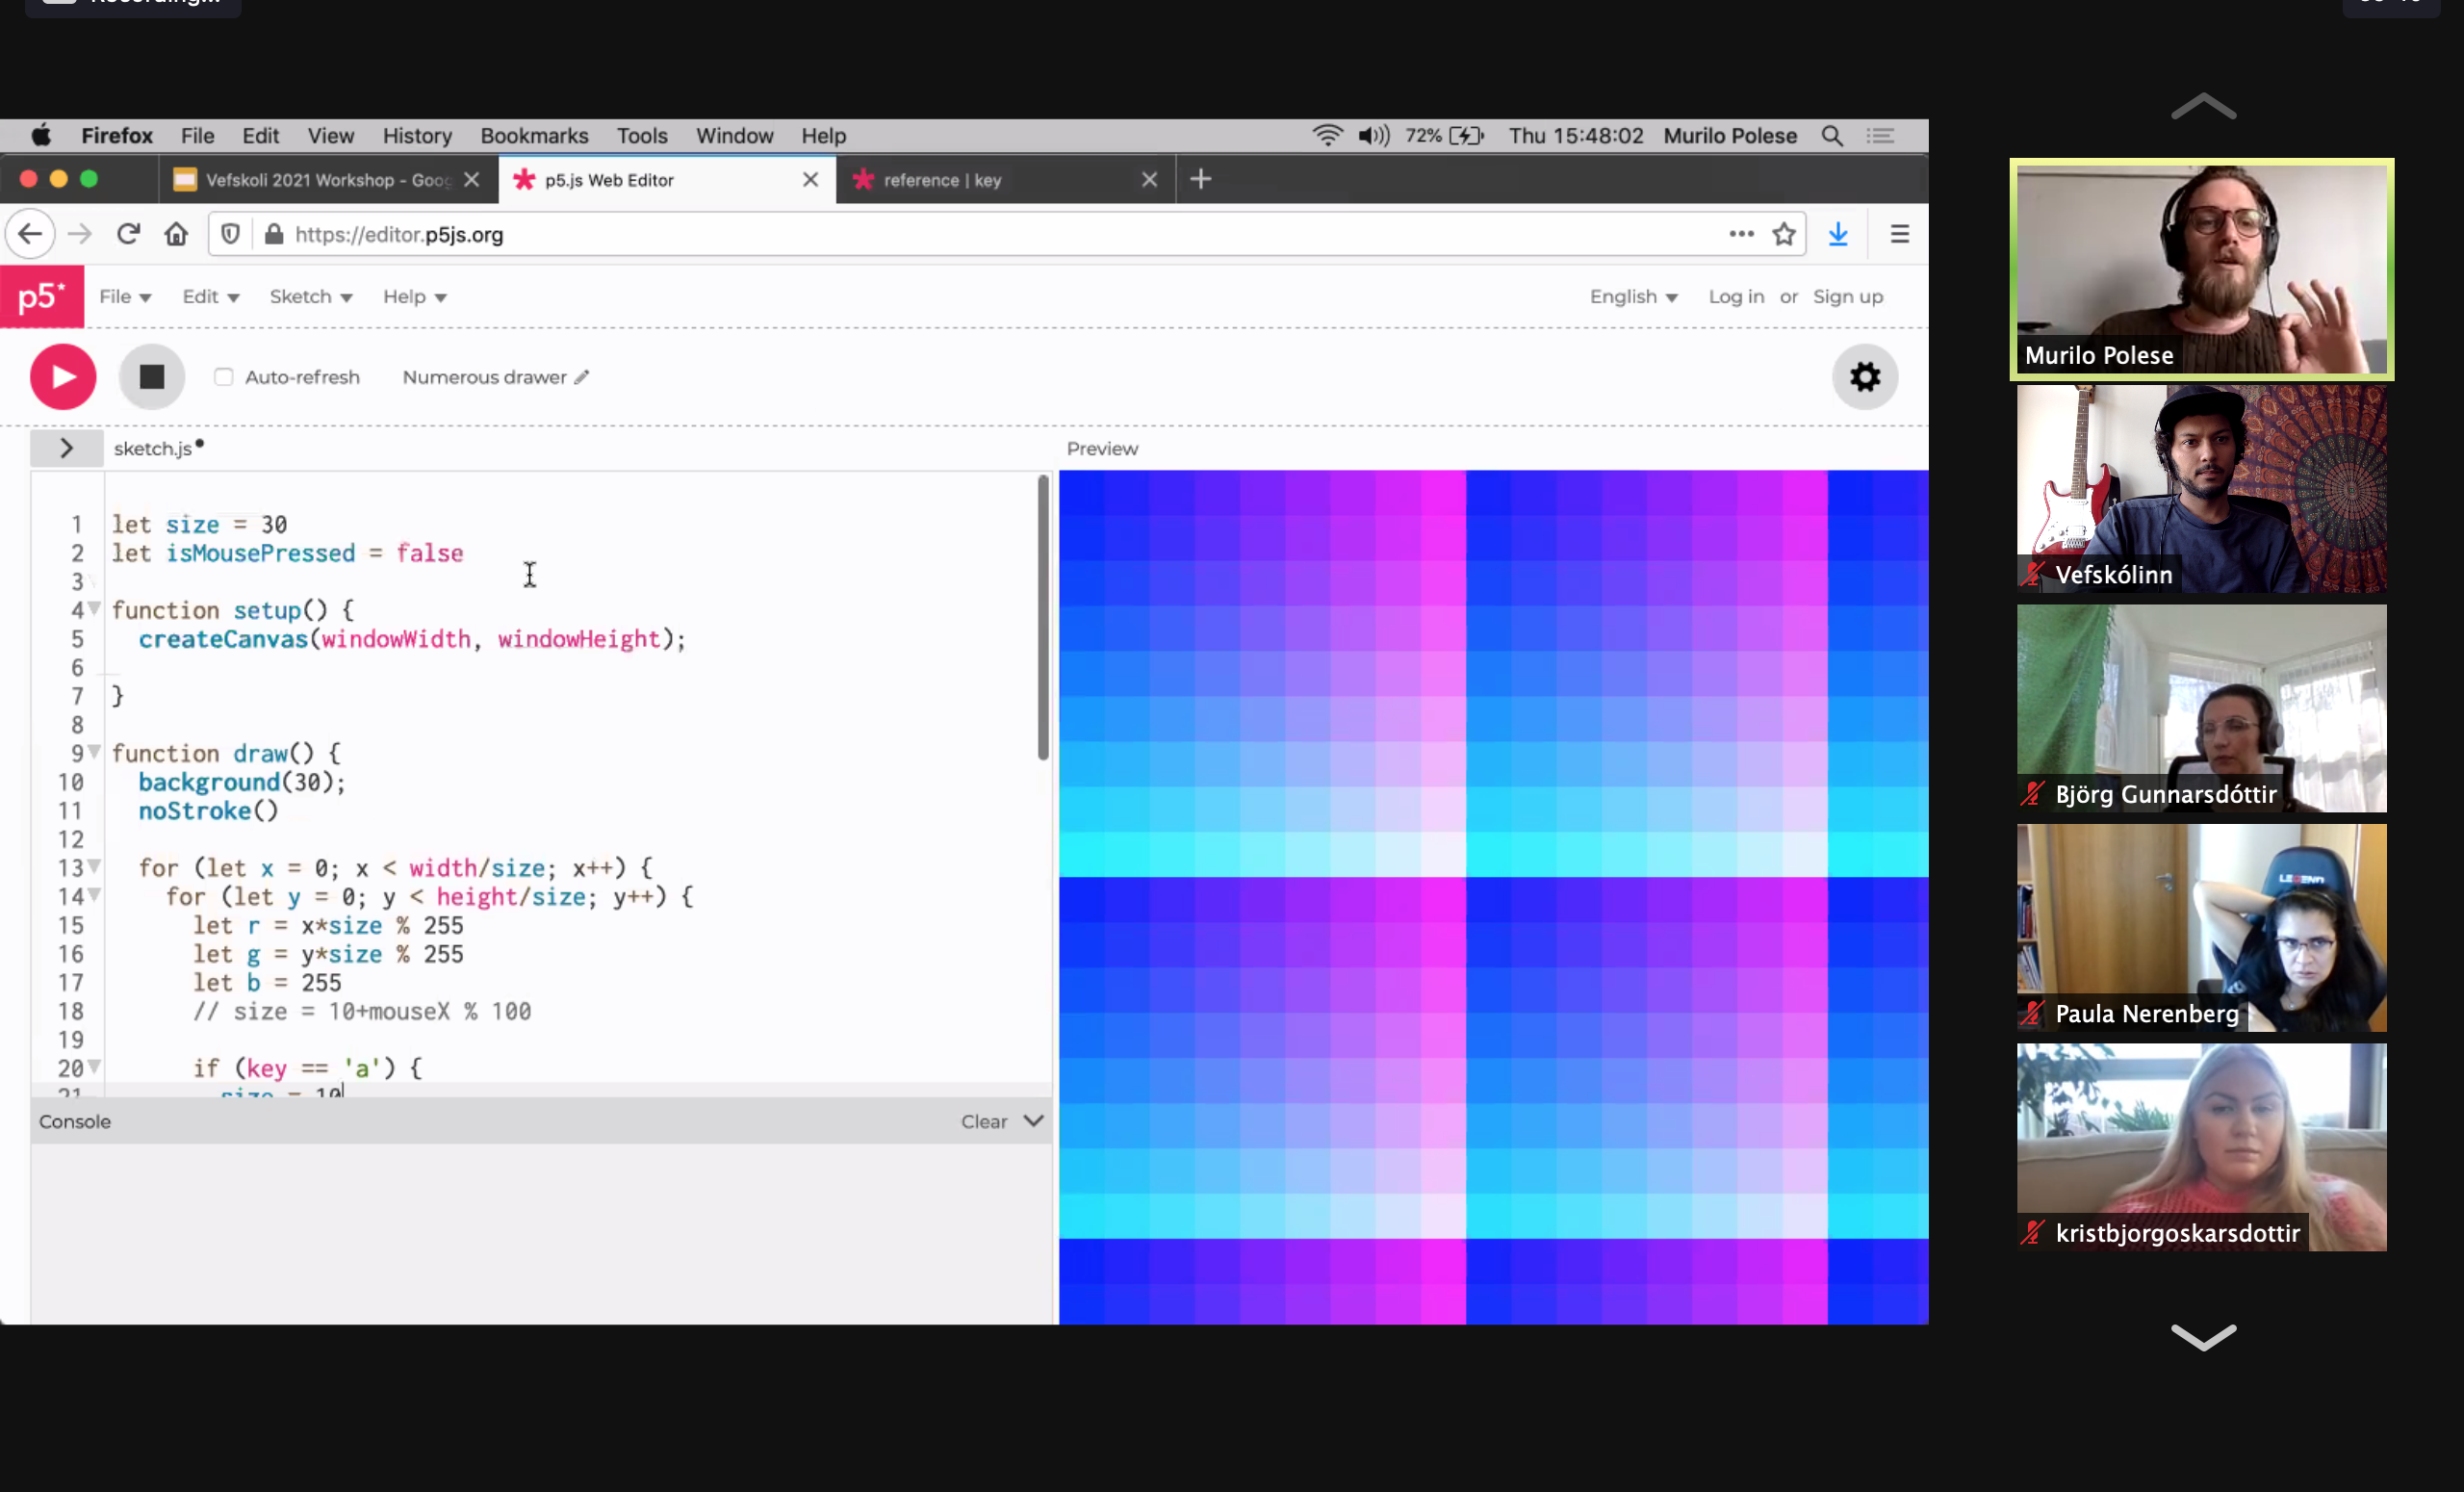 Recording...
Firefox File Edit View History Bookmarks Tools Window Help 72% Thu 15:48:02 Murilo Polese
Vefskoli 2021 Workshop - Goog p5.js Web Editor reference | key
https://editor.p5js.org
p5* File Edit Sketch Help English Log in or Sign up
Auto-refresh Numerous drawer
sketch.js
Preview
1 let size = 30
2 let isMousePressed = false
3
4 function setup() {
5 createCanvas(windowWidth, windowHeight);
6
7 }
8
9 function draw() {
10 background(30);
11 noStroke()
12
13 for (let x = 0; x < width/size; x++) {
14 for (let y = 0; y < height/size; y++) {
15 let r = x*size % 255
16 let g = y*size % 255
17 let b = 255
18 // size = 10+mouseX % 100
19
20 if (key == 'a') {
21 size = 10
Console Clear
Murilo Polese
Vefskólinn
Björg Gunnarsdóttir
LEGEND
Paula Nerenberg
kristbjorgoskarsdottir